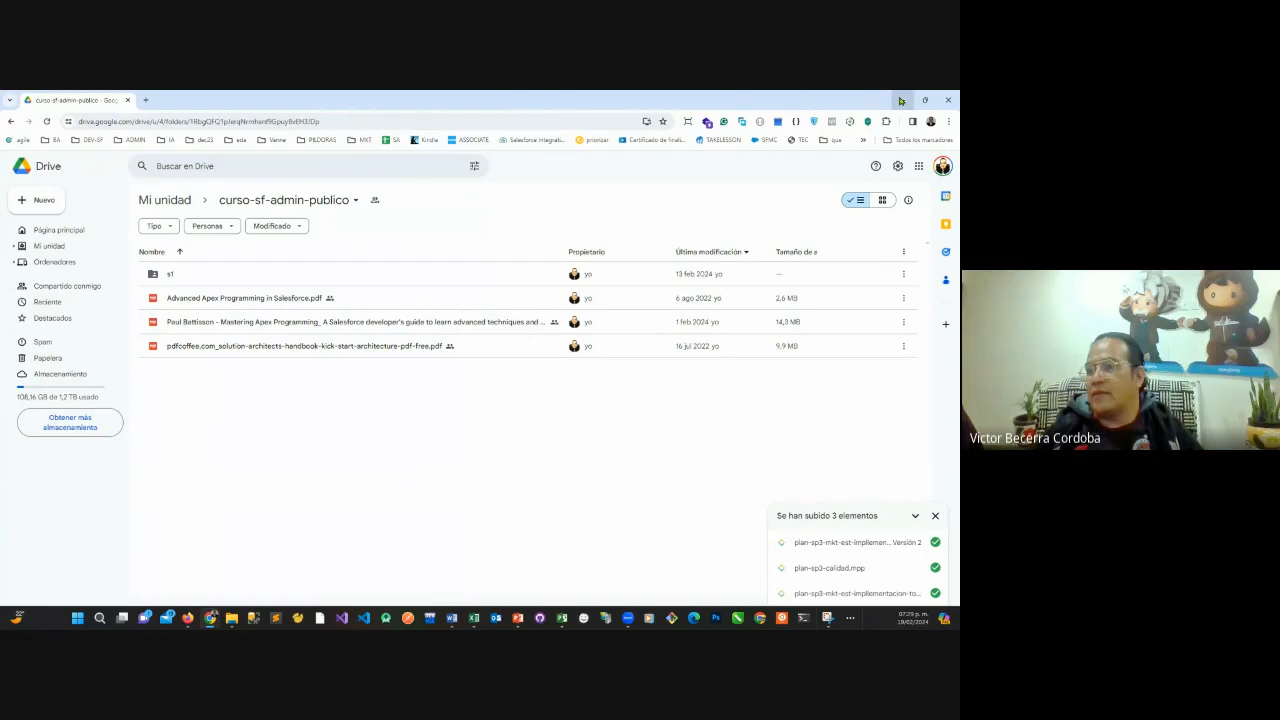 curso-sf-admin-publico - Goog
drive.google.com/drive/u/4/folders/
agile
BA
DEV-SF
ADMIN
IA
dec23
ada
Vanne
PILDORAS
MKT
SA
Kindle
ASSOCIATE
Salesforce Integrati...
priorizar
Certificado de finali...
TAKELESSON
SFMC
TEC
que
Todos los marcadores
Drive
Buscar en Drive
Nuevo
Mi unidad
curso-sf-admin-publico
Tipo
Personas
Modificado
Página principal
Mi unidad
Ordenadores
Compartido conmigo
Reciente
Destacados
Spam
Papelera
Almacenamiento
108,16 GB de 1,2 TB usado
Obtener más
almacenamiento
Nombre
Propietario
Última modificación
Tamaño de a
s1
yo
13 feb 2024 yo
—
Advanced Apex Programming in Salesforce.pdf
yo
6 ago 2022 yo
2,6 MB
Paul Battisson - Mastering Apex Programming_ A Salesforce developer's guide to learn advanced techniques and ...
yo
1 feb 2024 yo
14,3 MB
pdfcoffee.com_solution-architects-handbook-kick-start-architecture-pdf-free.pdf
yo
16 jul 2022 yo
9,9 MB
Se han subido 3 elementos
plan-sp3-mkt-est-impllemen... Versión 2
plan-sp3-calidad.mpp
plan-sp3-mkt-est-impllementacion-to...
07:29 p. m.
19/02/2024
Victor Becerra Cordoba